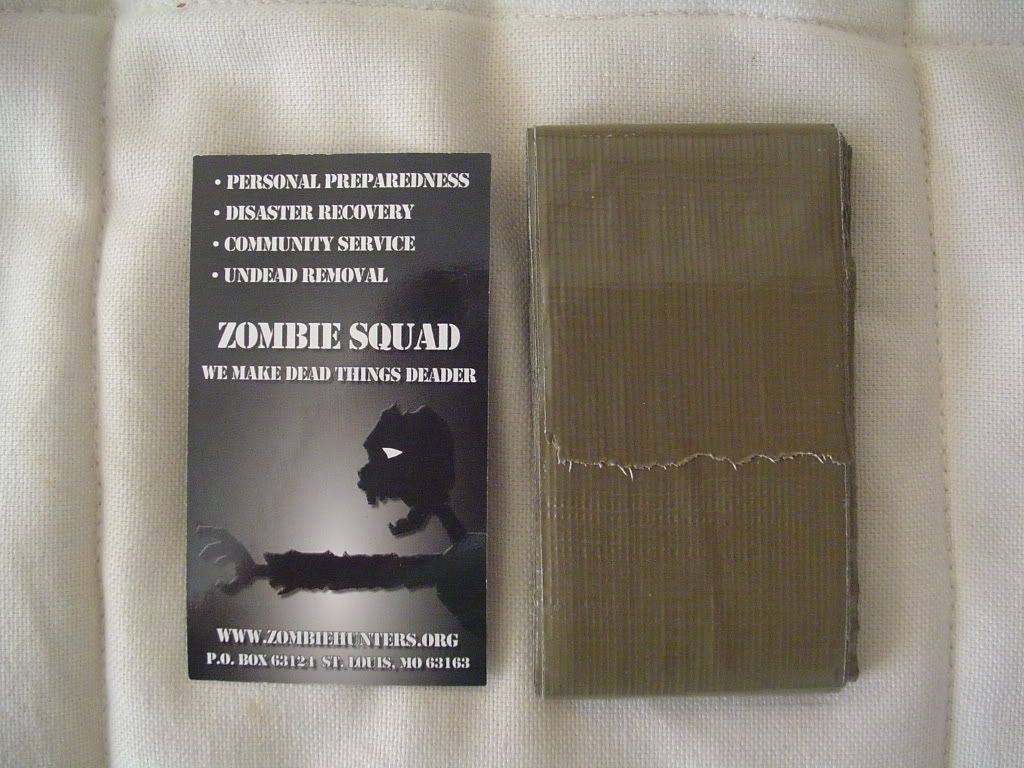 • PERSONAL PREPAREDNESS
• DISASTER RECOVERY
• COMMUNITY SERVICE
• UNDEAD REMOVAL
ZOMBIE SQUAD
WE MAKE DEAD THINGS DEADER
WWW.ZOMBIEHUNTERS.ORG
P.O. BOX 63124 ST. LOUIS, MO 63163